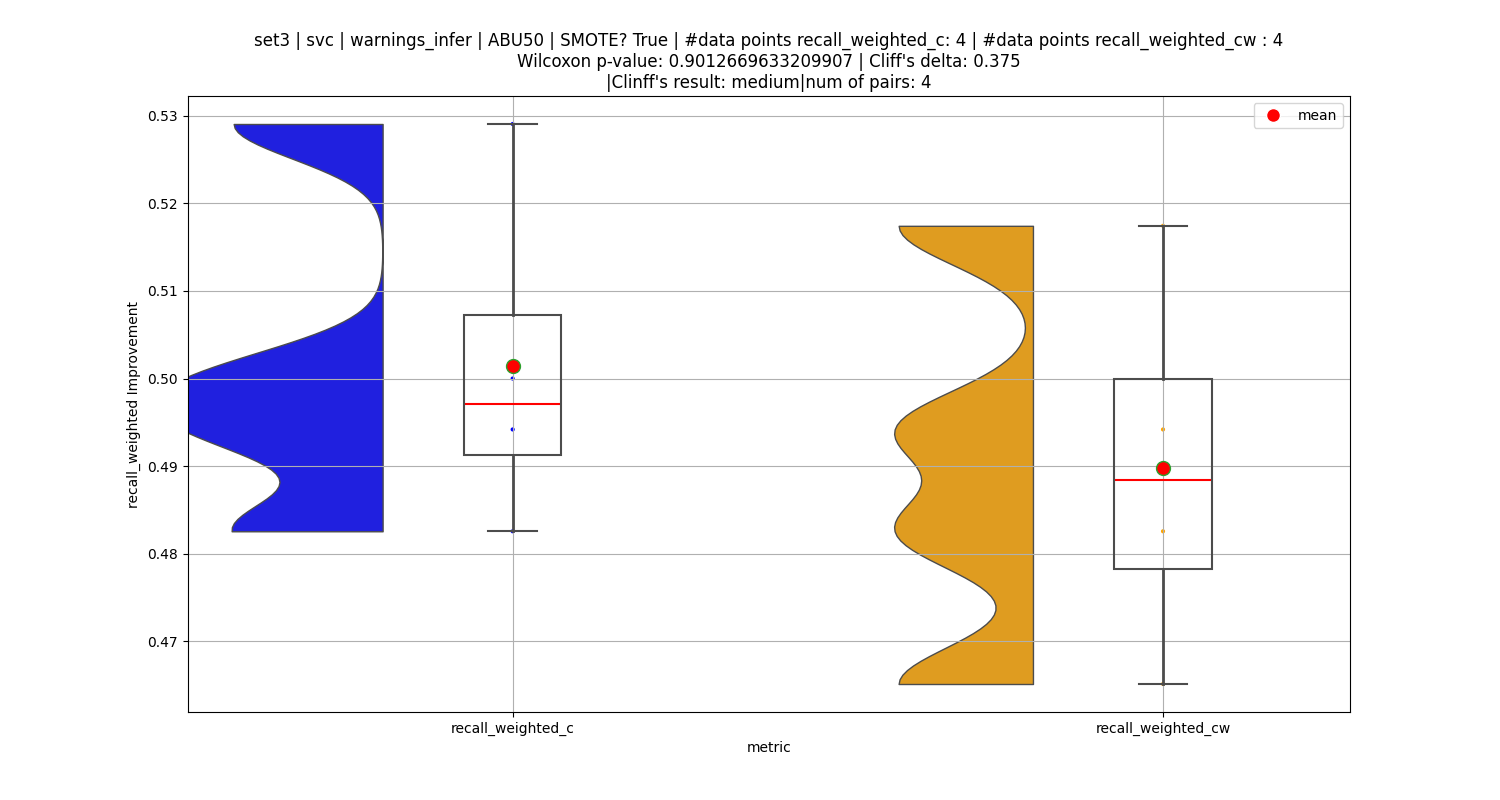 set3 | svc | warnings_infer | ABU50 | SMOTE? True | #data points recall_weighted_c: 4 | #data points recall_weighted_cw : 4
Wilcoxon p-value: 0.9012669633209907 | Cliff's delta: 0.375
|Clinff's result: medium|num of pairs: 4
mean
0.53
0.52
0.51
0.50
0.49
0.48
0.47
recall_weighted Improvement
recall_weighted_c
recall_weighted_cw
metric